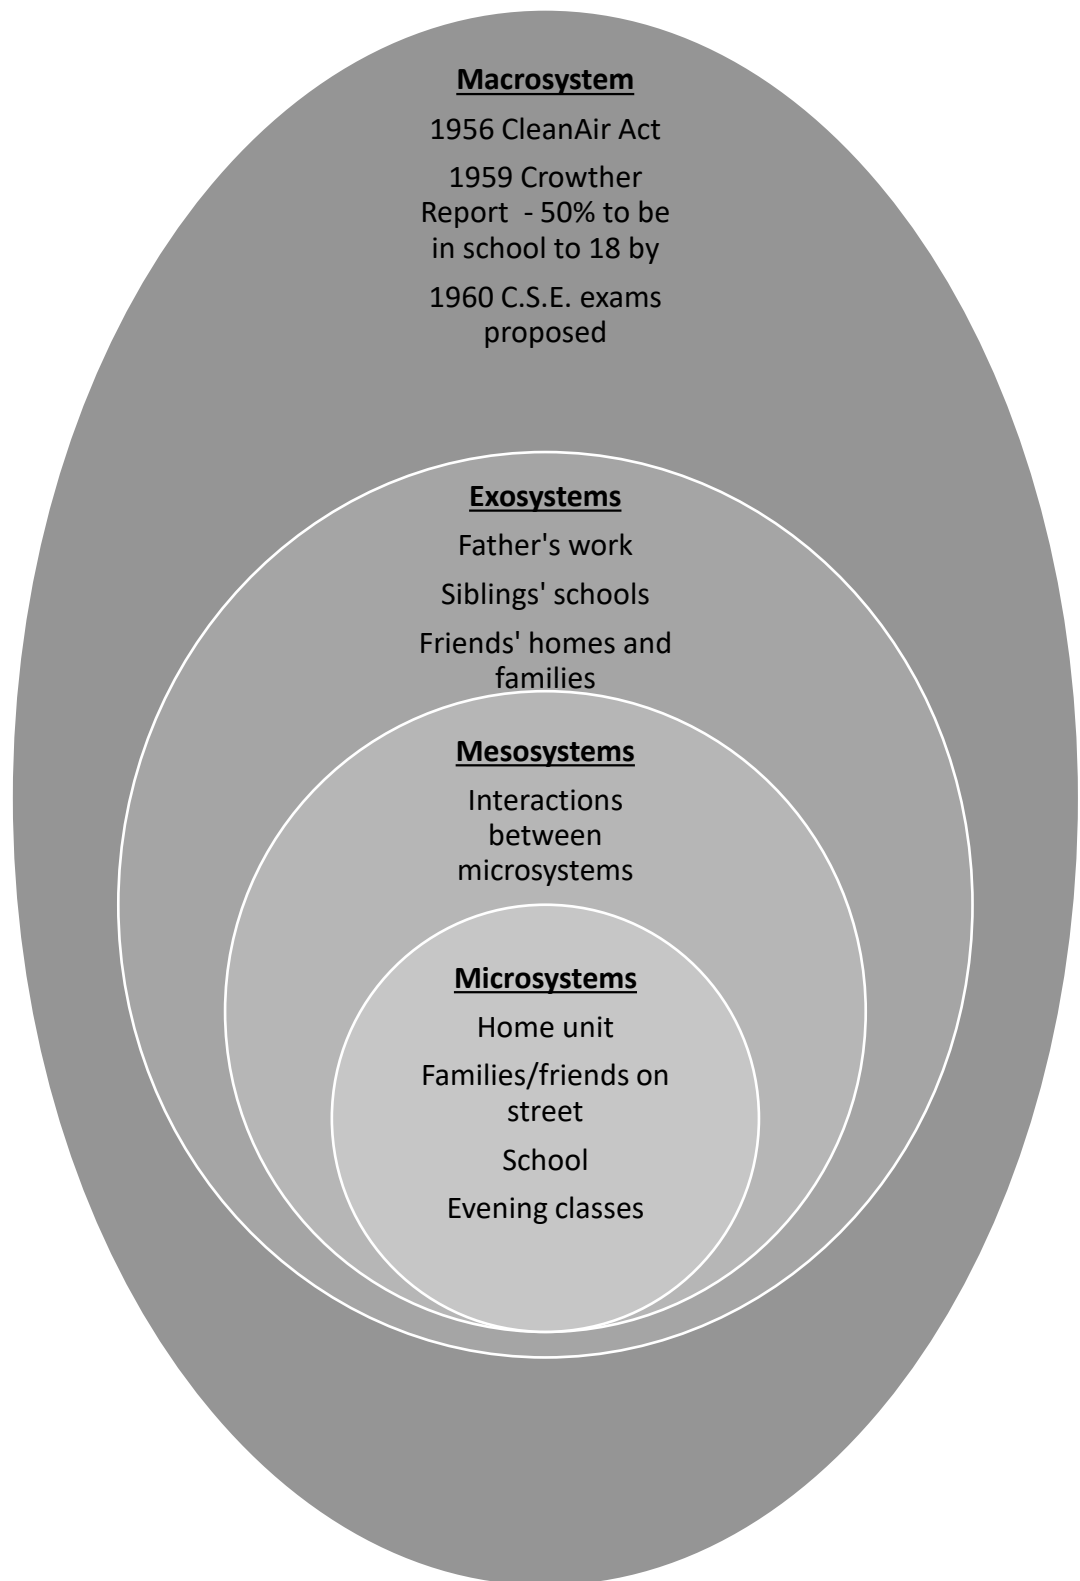 Macrosystem
1956 CleanAir Act
1959 Crowther
Report  - 50% to be
in school to 18 by
1960 C.S.E. exams
proposed
Exosystems
Father's work
Siblings' schools
Friends' homes and
families
Mesosystems
Interactions
between
microsystems
Microsystems
Home unit
Families/friends on
street
School
Evening classes